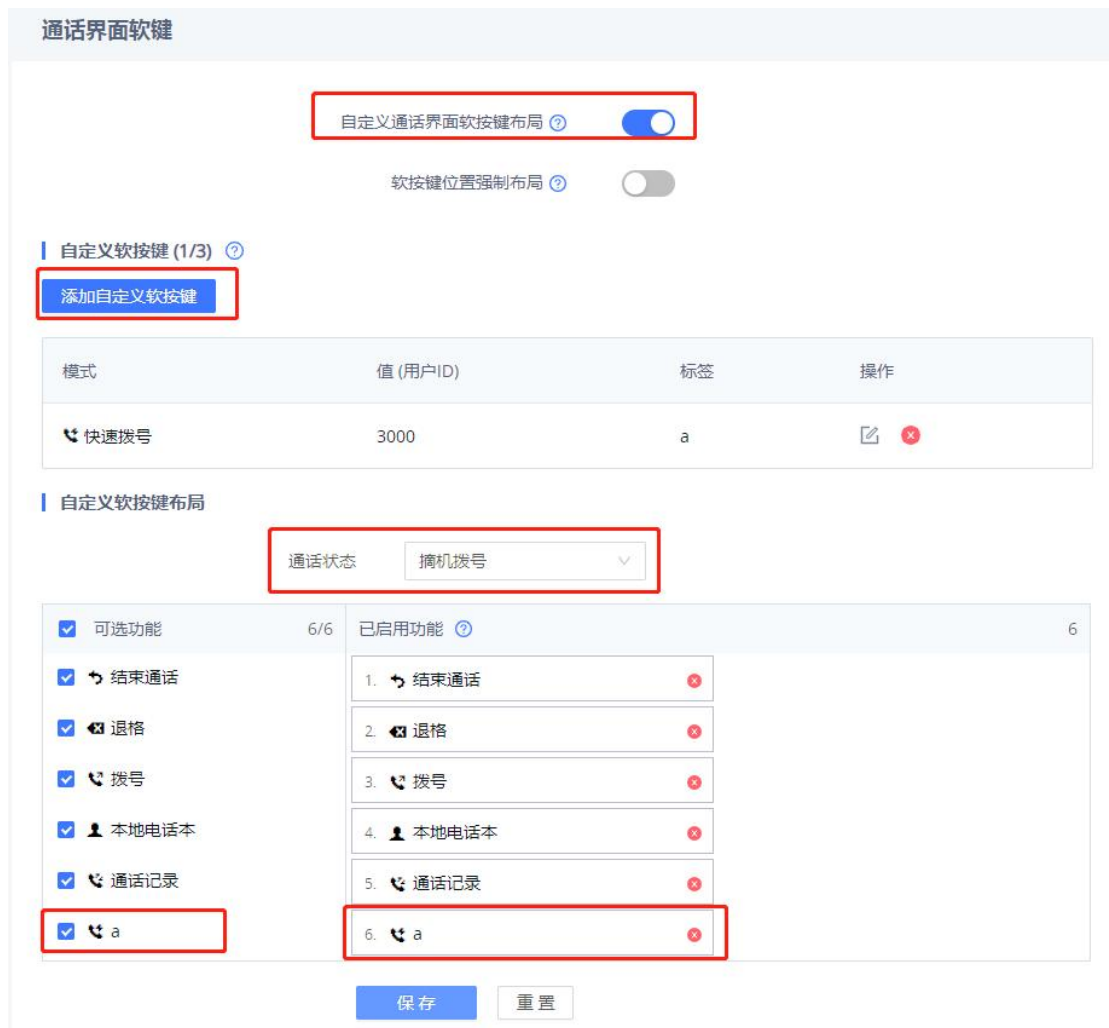 通话界面软键
自定义通话界面软按键布局
软按键位置强制布局
自定义软按键 (1/3)
添加自定义软按键
模式 值 (用户ID) 标签 操作
快速拨号 3000 a
自定义软按键布局
通话状态 摘机拨号
可选功能 6/6 已启用功能 6
结束通话 1. 结束通话
退格 2. 退格
拨号 3. 拨号
本地电话本 4. 本地电话本
通话记录 5. 通话记录
a 6. a
保存 重置